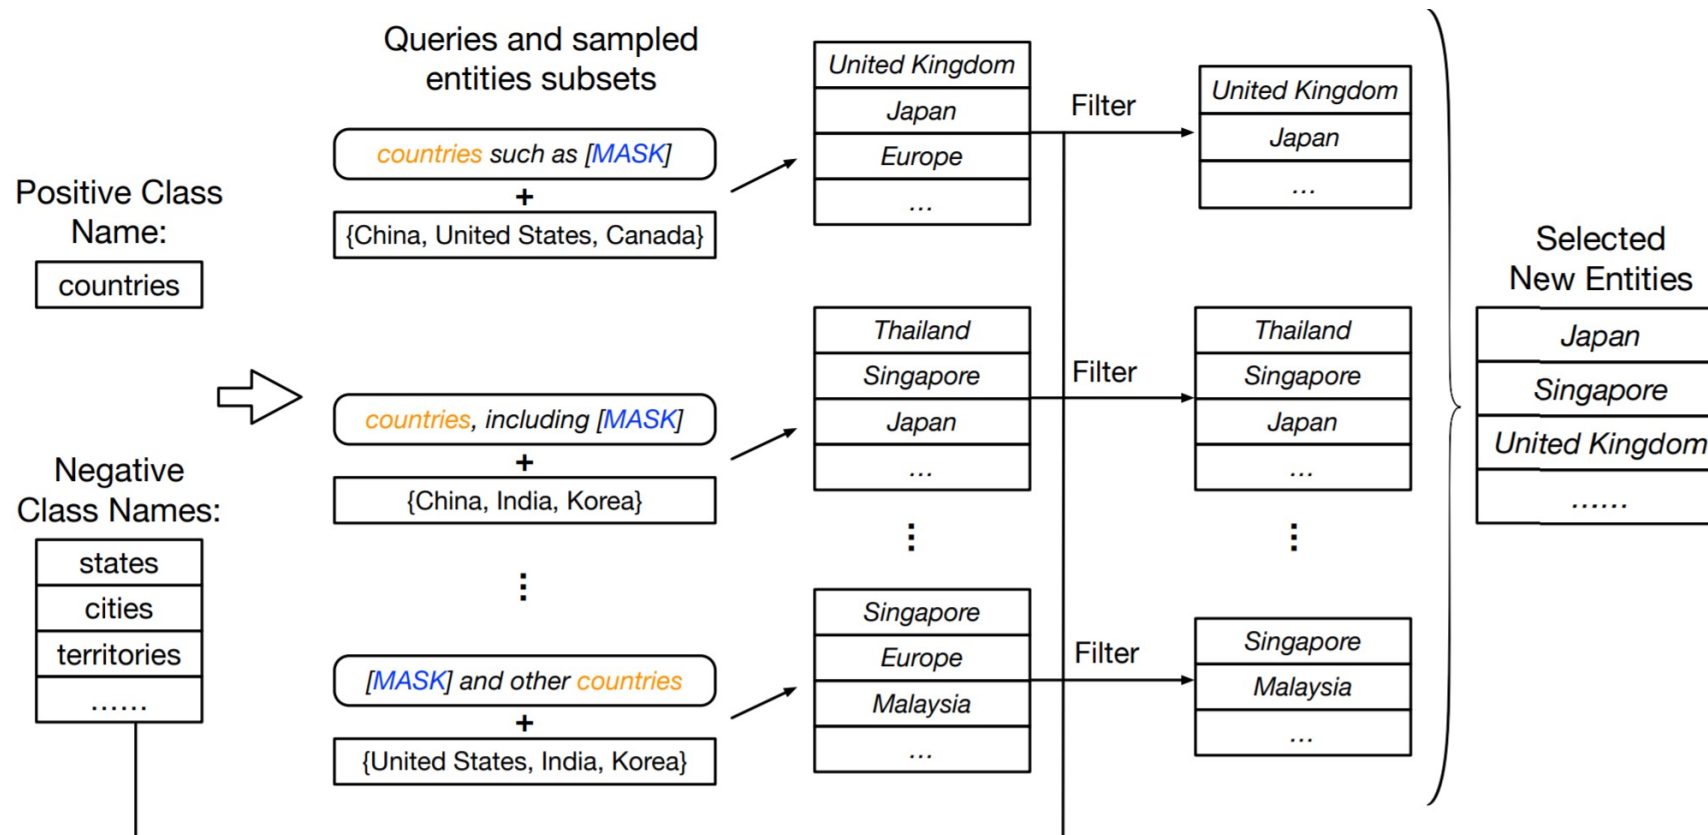 Queries and sampled
entities subsets
Positive Class
Name:
countries
Negative
Class Names:
states
cities
territories
......
countries such as [MASK]
+
{China, United States, Canada}
countries, including [MASK]
+
{China, India, Korea}
⋮
[MASK] and other countries
+
{United States, India, Korea}
United Kingdom
Japan
Europe
...
Thailand
Singapore
Japan
...
⋮
Singapore
Europe
Malaysia
...
Filter
Filter
Filter
United Kingdom
Japan
...
Thailand
Singapore
Japan
...
⋮
Singapore
Malaysia
...
Selected
New Entities
Japan
Singapore
United Kingdom
......